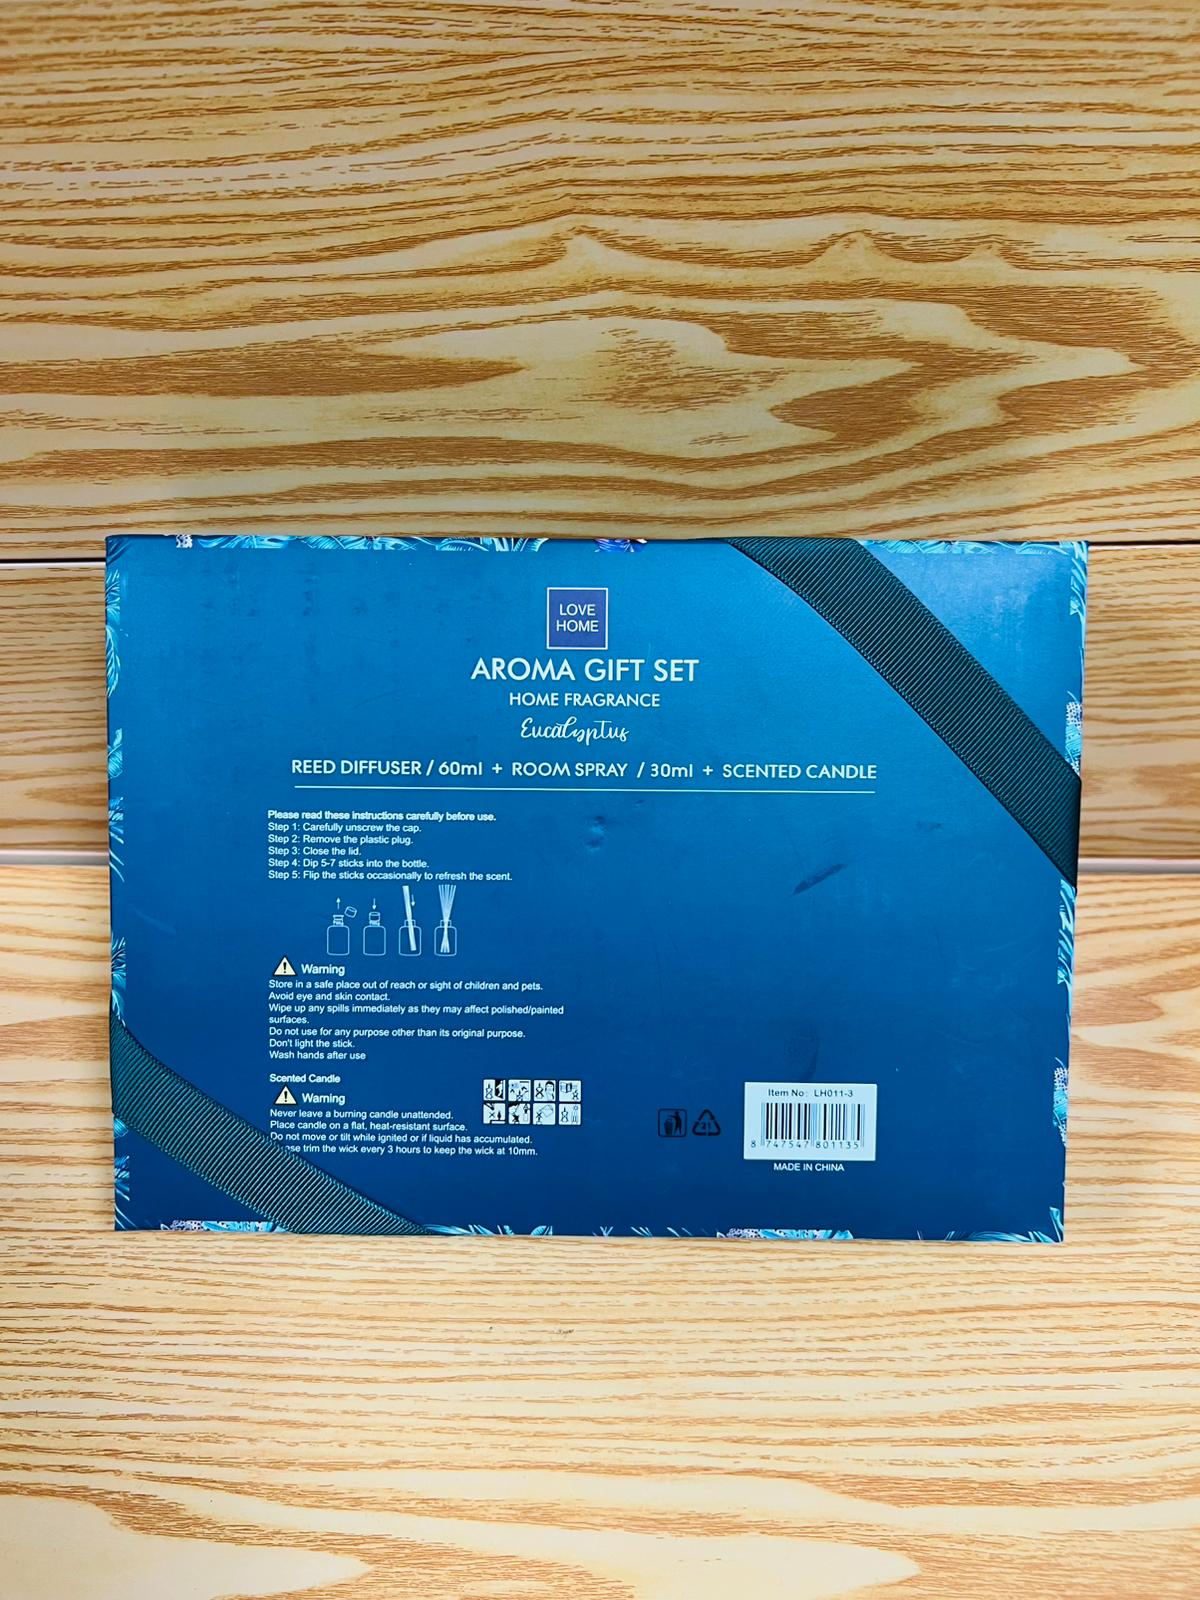 LOVE
HOME
AROMA GIFT SET
HOME FRAGRANCE
Eucalyptus
REED DIFFUSER / 60ml + ROOM SPRAY / 30ml + SCENTED CANDLE
Please read these instructions carefully before use.
Step 1: Carefully unscrew the cap.
Step 2: Remove the plastic plug.
Step 3: Close the lid.
Step 4: Dip 5-7 sticks into the bottle.
Step 5: Flip the sticks occasionally to refresh the scent.
Warning
Store in a safe place out of reach or sight of children and pets.
Avoid eye and skin contact.
Wipe up any spills immediately as they may affect polished/painted
surfaces.
Do not use for any purpose other than its original purpose.
Don't light the stick.
Wash hands after use
Scented Candle
Warning
Never leave a burning candle unattended.
Place candle on a flat, heat-resistant surface.
Do not move or tilt while ignited or if liquid has accumulated.
trim the wick every 3 hours to keep the wick at 10mm.
21
Item No: LH011-3
8 747547 801135
MADE IN CHINA